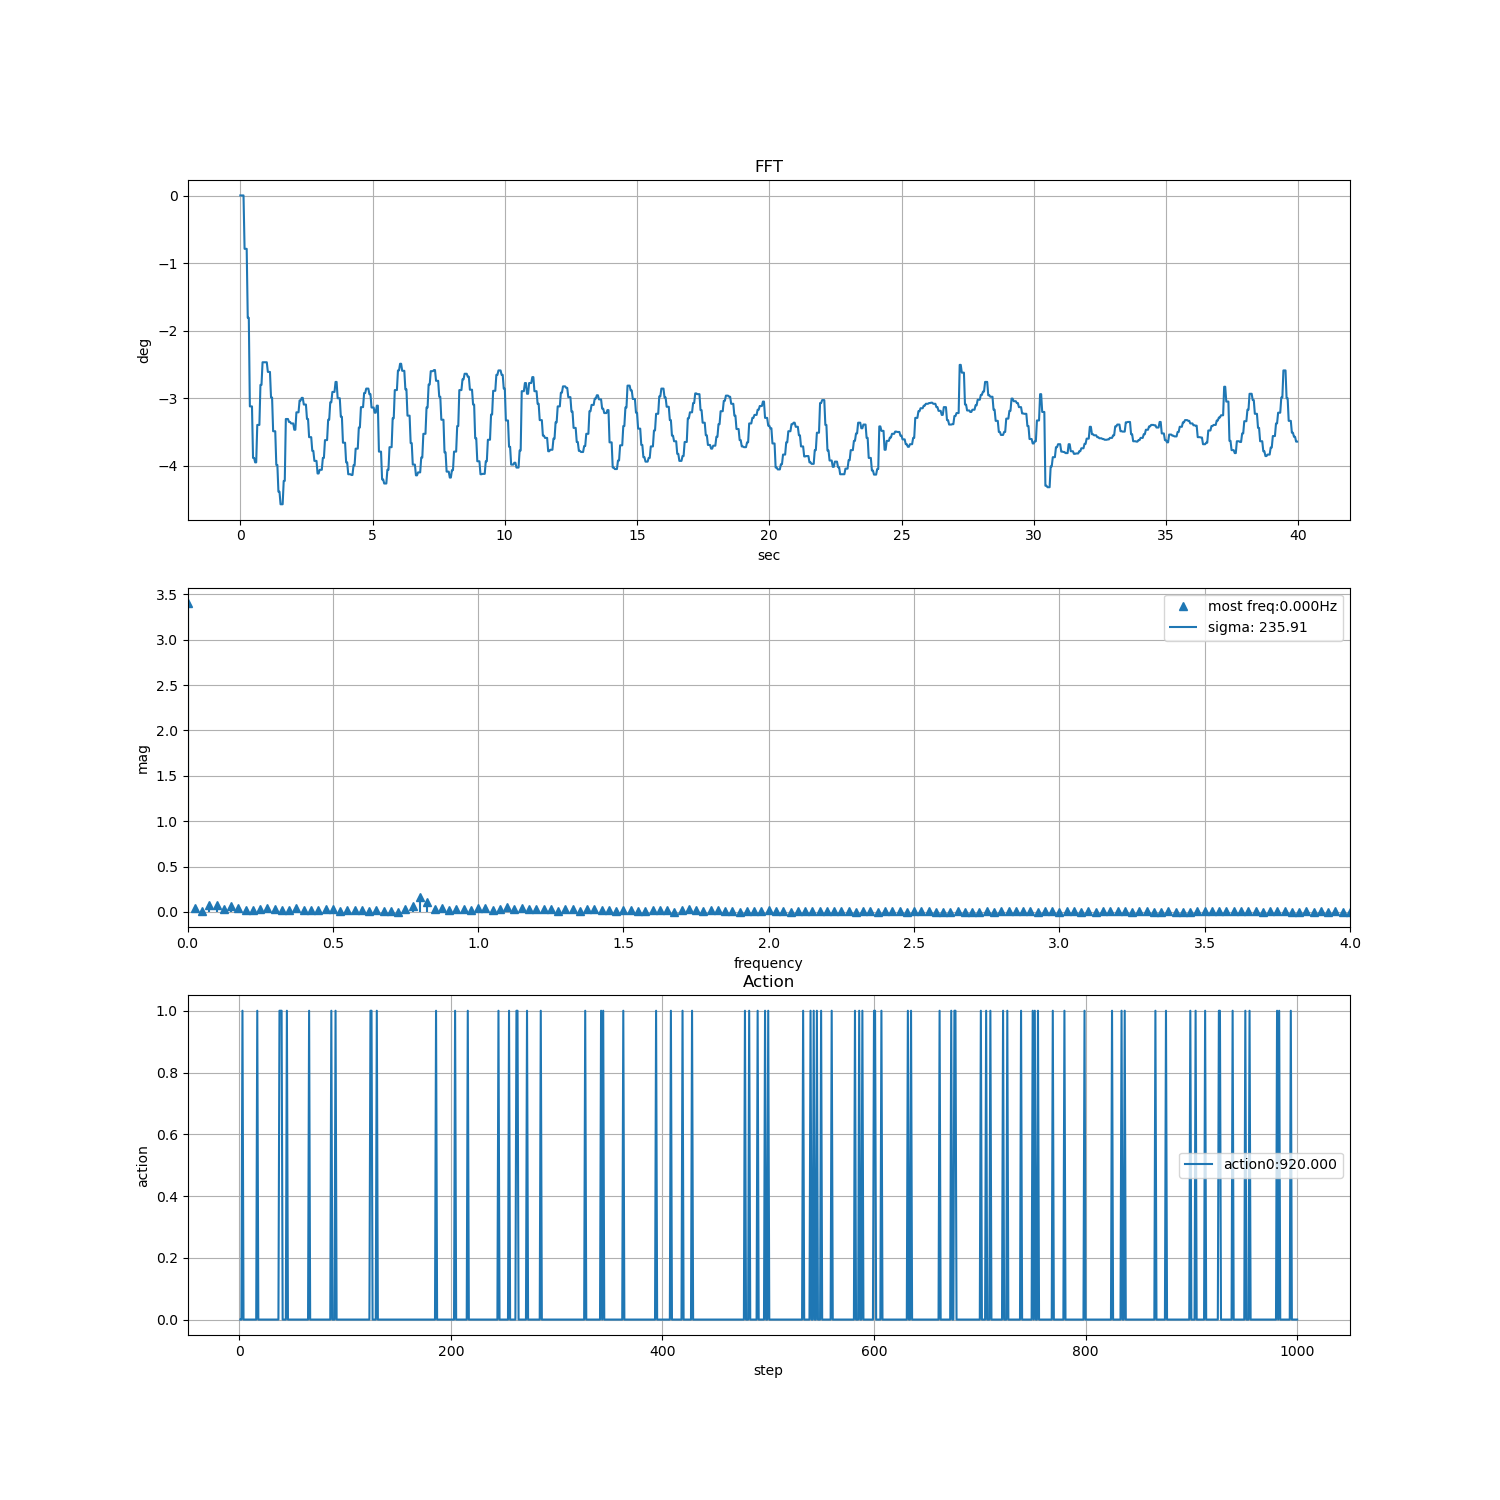 FFT
0
−1
−2
−3
−4
deg
0 5 10 15 20 25 30 35 40
sec
3.5
3.0
2.5
2.0
1.5
1.0
0.5
0.0
mag
most freq:0.000Hz
sigma: 235.91
0.0 0.5 1.0 1.5 2.0 2.5 3.0 3.5 4.0
frequency
Action
1.0
0.8
0.6
0.4
0.2
0.0
action
action0:920.000
0 200 400 600 800 1000
step